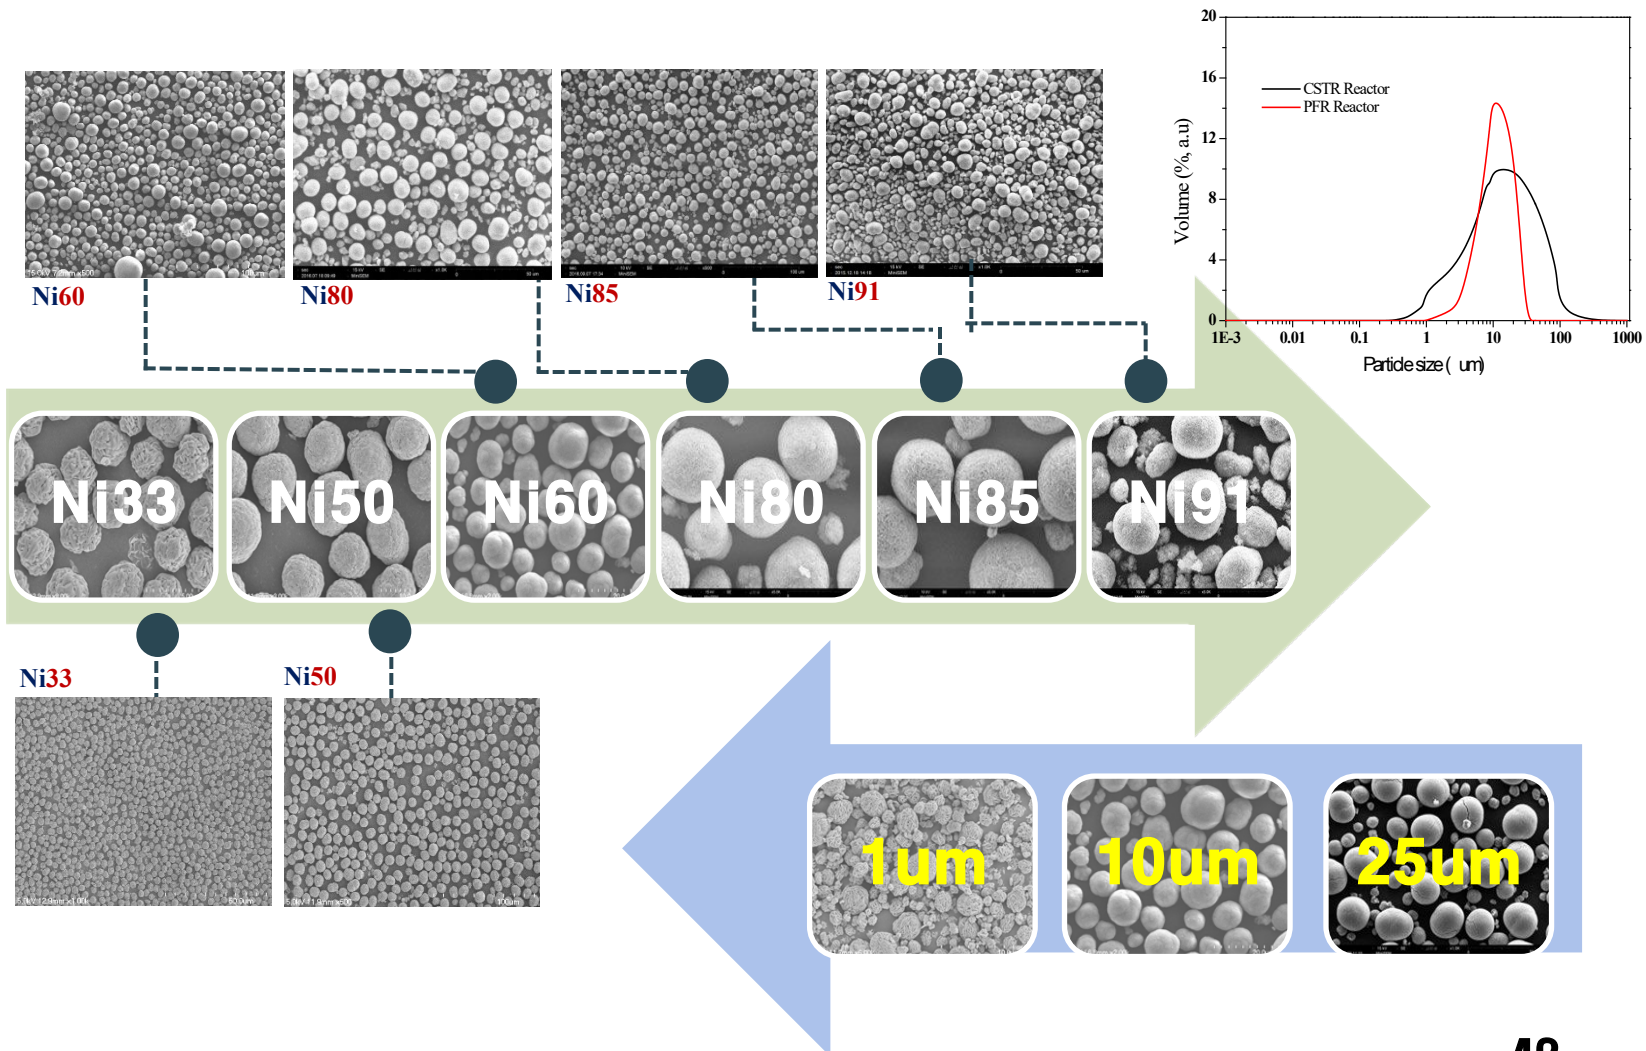 20
16
12
8
4
0
Volume (%, a.u)
CSTR Reactor
PFR Reactor
1E-3 0.01 0.1 1 10 100 1000
Particle size ( um)
Ni60
Ni80
Ni85
Ni91
Ni33
Ni50
Ni60
Ni80
Ni85
Ni91
Ni33
Ni50
1um
10um
25um